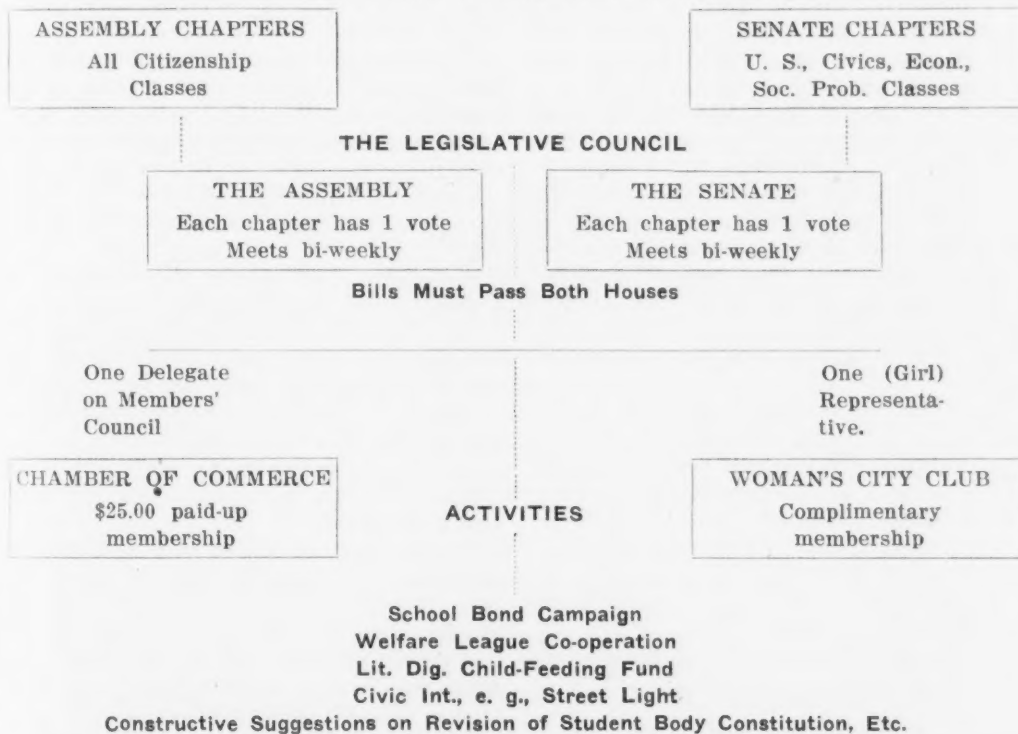 ASSEMBLY CHAPTERS
All Citizenship
Classes
SENATE CHAPTERS
U. S., Civics, Econ.,
Soc. Prob. Classes
THE LEGISLATIVE COUNCIL
THE ASSEMBLY
Each chapter has 1 vote
Meets bi-weekly
THE SENATE
Each chapter has 1 vote
Meets bi-weekly
Bills Must Pass Both Houses
One Delegate
on Members'
Council
One (Girl)
Representa-
tive.
CHAMBER OF COMMERCE
$25.00 paid-up
membership
ACTIVITIES
WOMAN'S CITY CLUB
Complimentary
membership
School Bond Campaign
Welfare League Co-operation
Lit. Dig. Child-Feeding Fund
Civic Int., e. g., Street Light
Constructive Suggestions on Revision of Student Body Constitution, Etc.